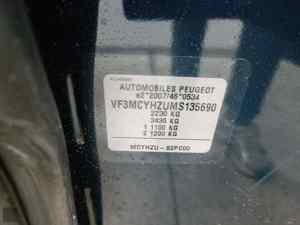 AUTOMOBILES PEUGEOT
e2*2007/46*0534
VF3MCYHZUMS135690
2230 KG
3430 KG
1 1100 KG
2 1200 KG
MCYHZU - B2PC00